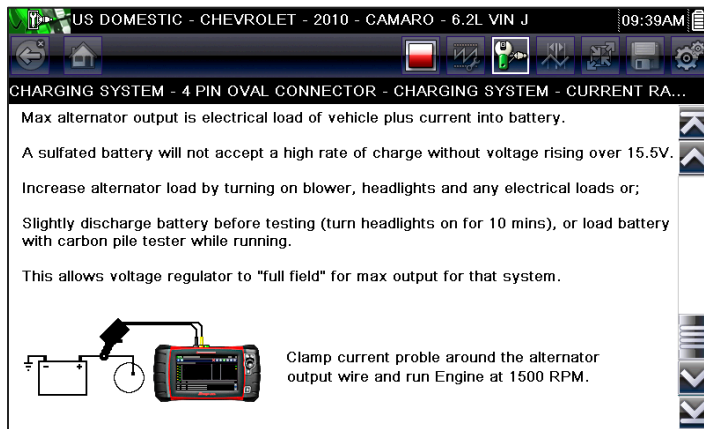 US DOMESTIC - CHEVROLET - 2010 - CAMARO - 6.2L VIN J 09:39AM
CHARGING SYSTEM - 4 PIN OVAL CONNECTOR - CHARGING SYSTEM - CURRENT RA...
Max alternator output is electrical load of vehicle plus current into battery.
A sulfated battery will not accept a high rate of charge without voltage rising over 15.5V.
Increase alternator load by turning on blower, headlights and any electrical loads or;
Slightly discharge battery before testing (turn headlights on for 10 mins), or load battery
with carbon pile tester while running.
This allows voltage regulator to "full field" for max output for that system.
- +
Clamp current proble around the alternator
output wire and run Engine at 1500 RPM.